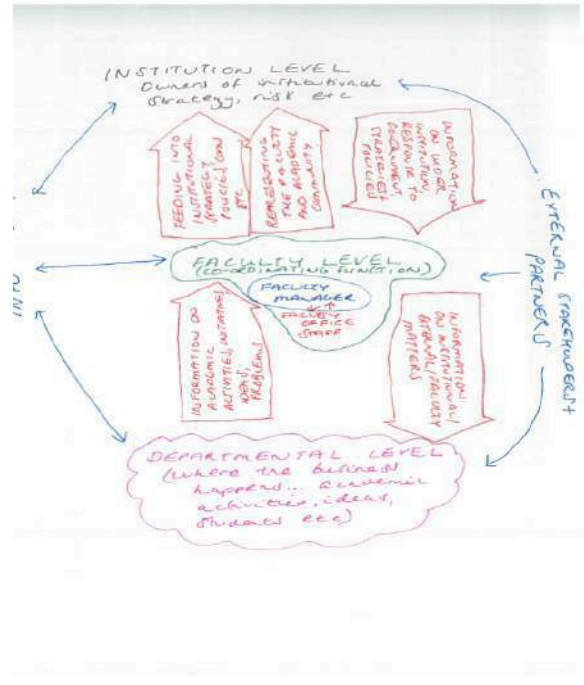 INSTITUTION LEVEL
Owners of institutional
strategy, risk etc
FEEDING INTO
INSTITUTIONAL
STRATEGY
POLICIES, COM
ETC
REPRESENTING
THE FACULTY
AND ACADEMIC
COMMUNITY
INFORMATION
ON WIDER
INSTITUTION
RESPONSE TO
GOVERNMENT
STRATEGIES+
POLICIES
FACULTY LEVEL
(CO-ORDINATING FUNCTION)
FACULTY
MANAGER
FACULTY
OFFICE
STAFF
INFORMATION ON
ACADEMIC
ACTIVITIES, INITIATIVES
IDEAS,
PROBLEMS
INFORMATION
ON INSTITUTIONAL/
EXTERNAL/FACULTY
MATTERS
DEPARTMENTAL LEVEL
(where the business
happens... academic
activities, ideas,
students etc)
EXTERNAL STAKEHOLDERS+
PARTNERS
INTO